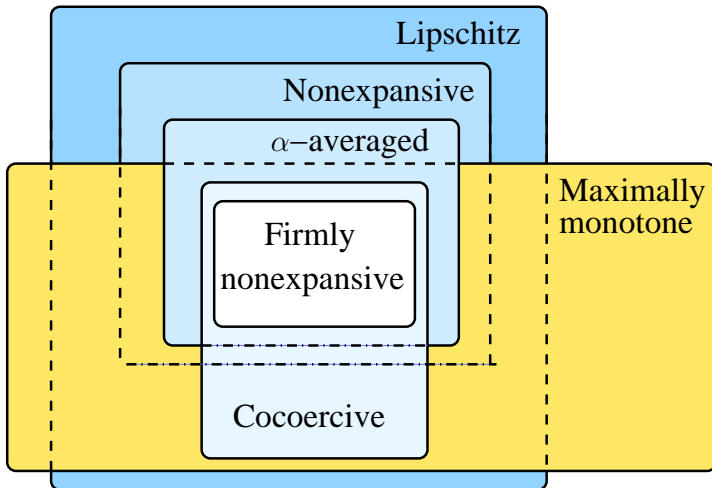 Lipschitz
Nonexpansive
α−averaged
Maximally
monotone
Firmly
nonexpansive
Cocoercive